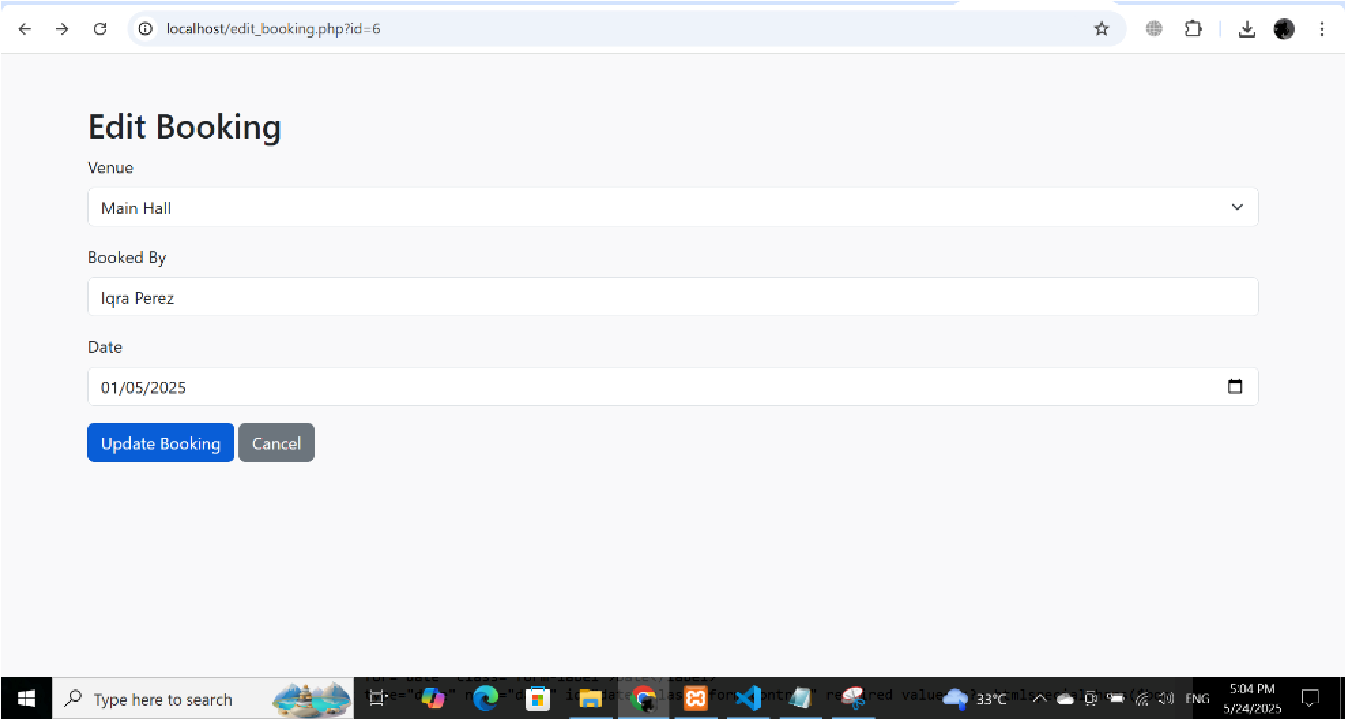 localhost/edit_booking.php?id=6
Edit Booking
Venue
Main Hall
Booked By
Iqra Perez
Date
01/05/2025
Update Booking Cancel
Type here to search
33°C
ENG
5:04 PM
5/24/2025